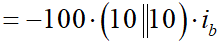 = −100 · (10‖10) · i_b